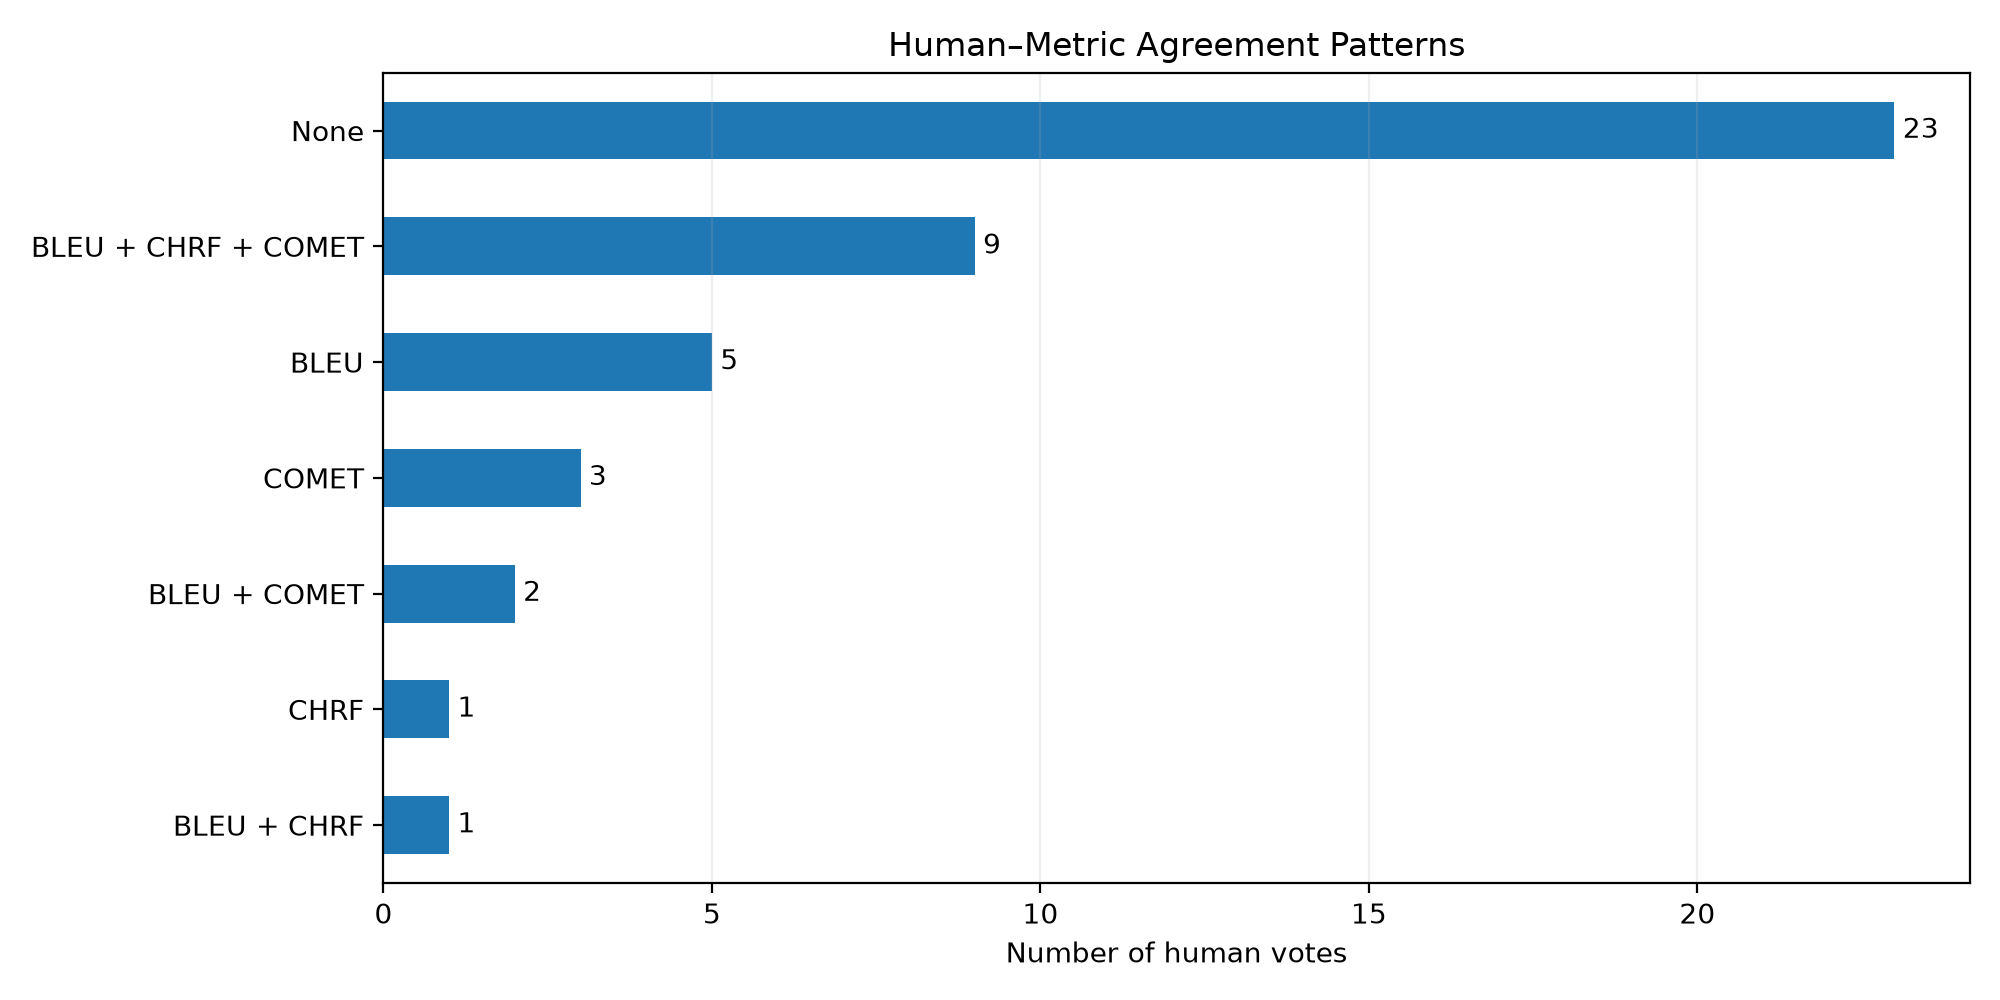 Human–Metric Agreement Patterns
None
23
BLEU + CHRF + COMET
9
BLEU
5
COMET
3
BLEU + COMET
2
CHRF
1
BLEU + CHRF
1
0 5 10 15 20
Number of human votes